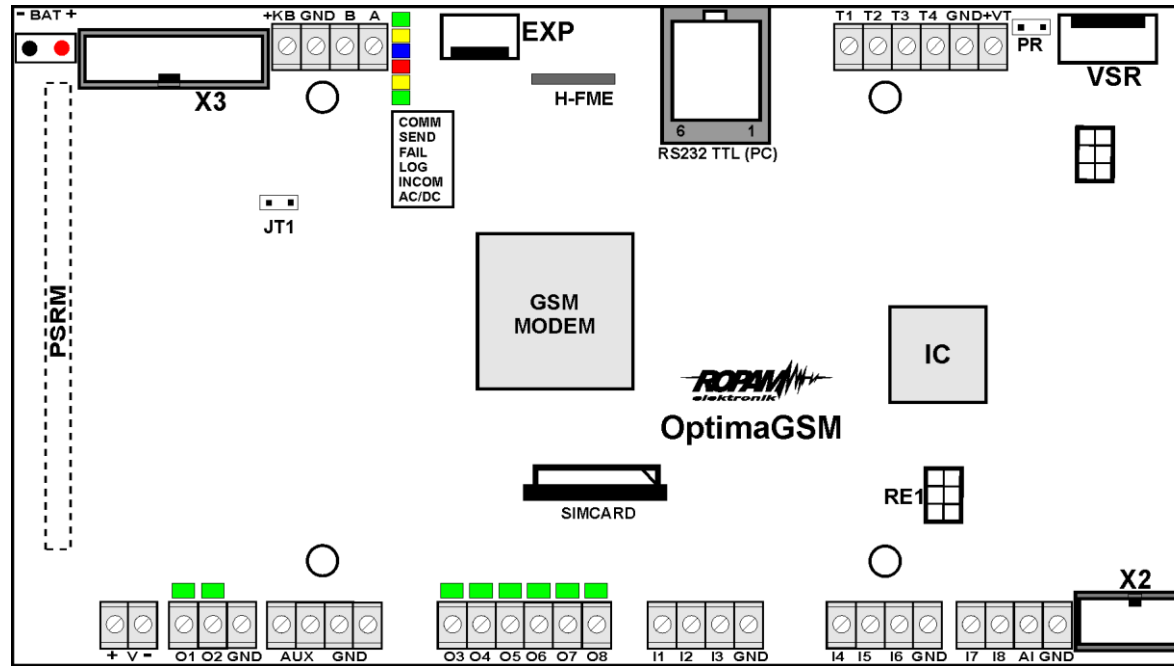 - BAT +
+KB GND B A
EXP
T1 T2 T3 T4 GND +VT
PR
VSR
X3
H-FME
6 1
RS232 TTL (PC)
COMM
SEND
FAIL
LOG
INCOM
AC/DC
JT1
PSRM
GSM
MODEM
IC
ROPAM
elektronik
OptimaGSM
RE1
SIMCARD
X2
+ V -
O1 O2 GND
AUX GND
O3 O4 O5 O6 O7 O8
I1 I2 I3 GND
I4 I5 I6 GND
I7 I8 AI GND